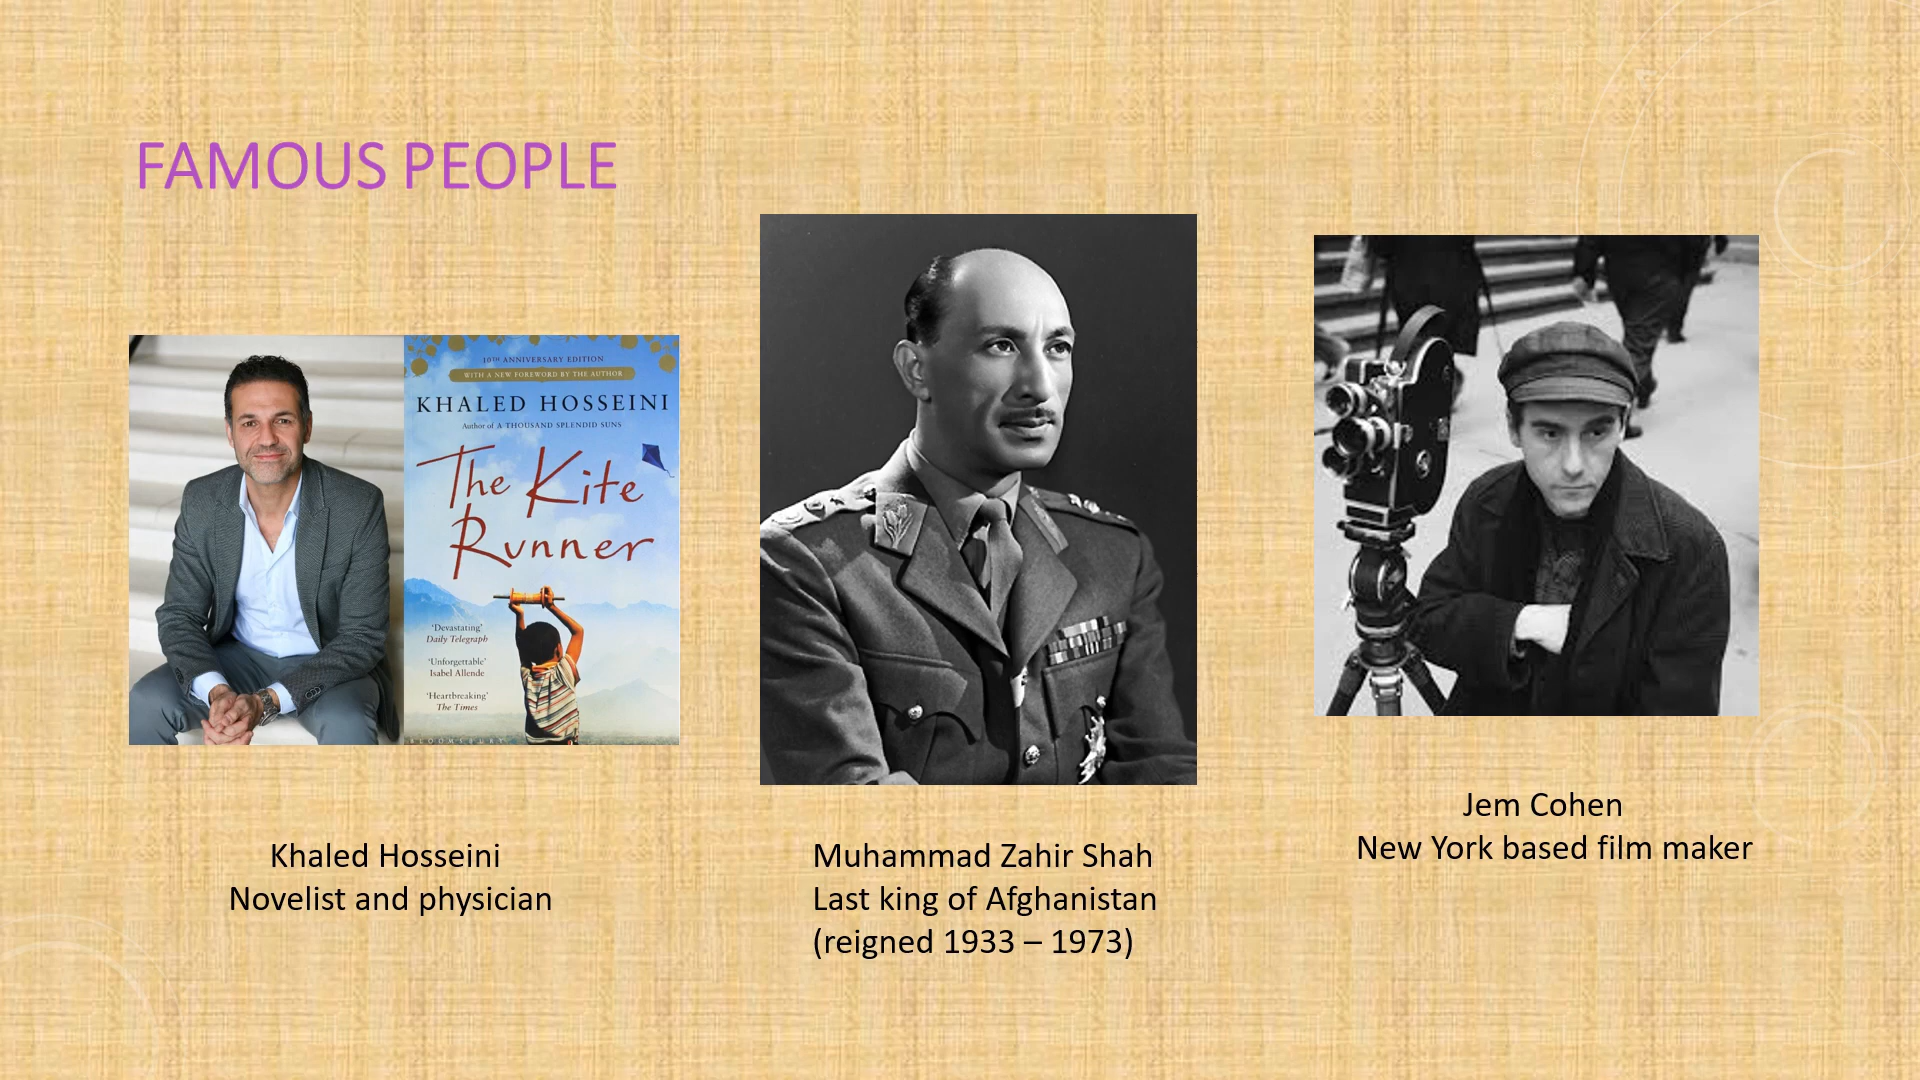 FAMOUS PEOPLE
10TH ANNIVERSARY EDITION
WITH A NEW FOREWORD BY THE AUTHOR
KHALED HOSSEINI
Author of A THOUSAND SPLENDID SUNS
The Kite
Runner
'Devastating'
Daily Telegraph
'Unforgettable'
Isabel Allende
'Heartbreaking'
The Times
BLOOMSBURY
Khaled Hosseini
Novelist and physician
Muhammad Zahir Shah
Last king of Afghanistan
(reigned 1933 – 1973)
Jem Cohen
New York based film maker